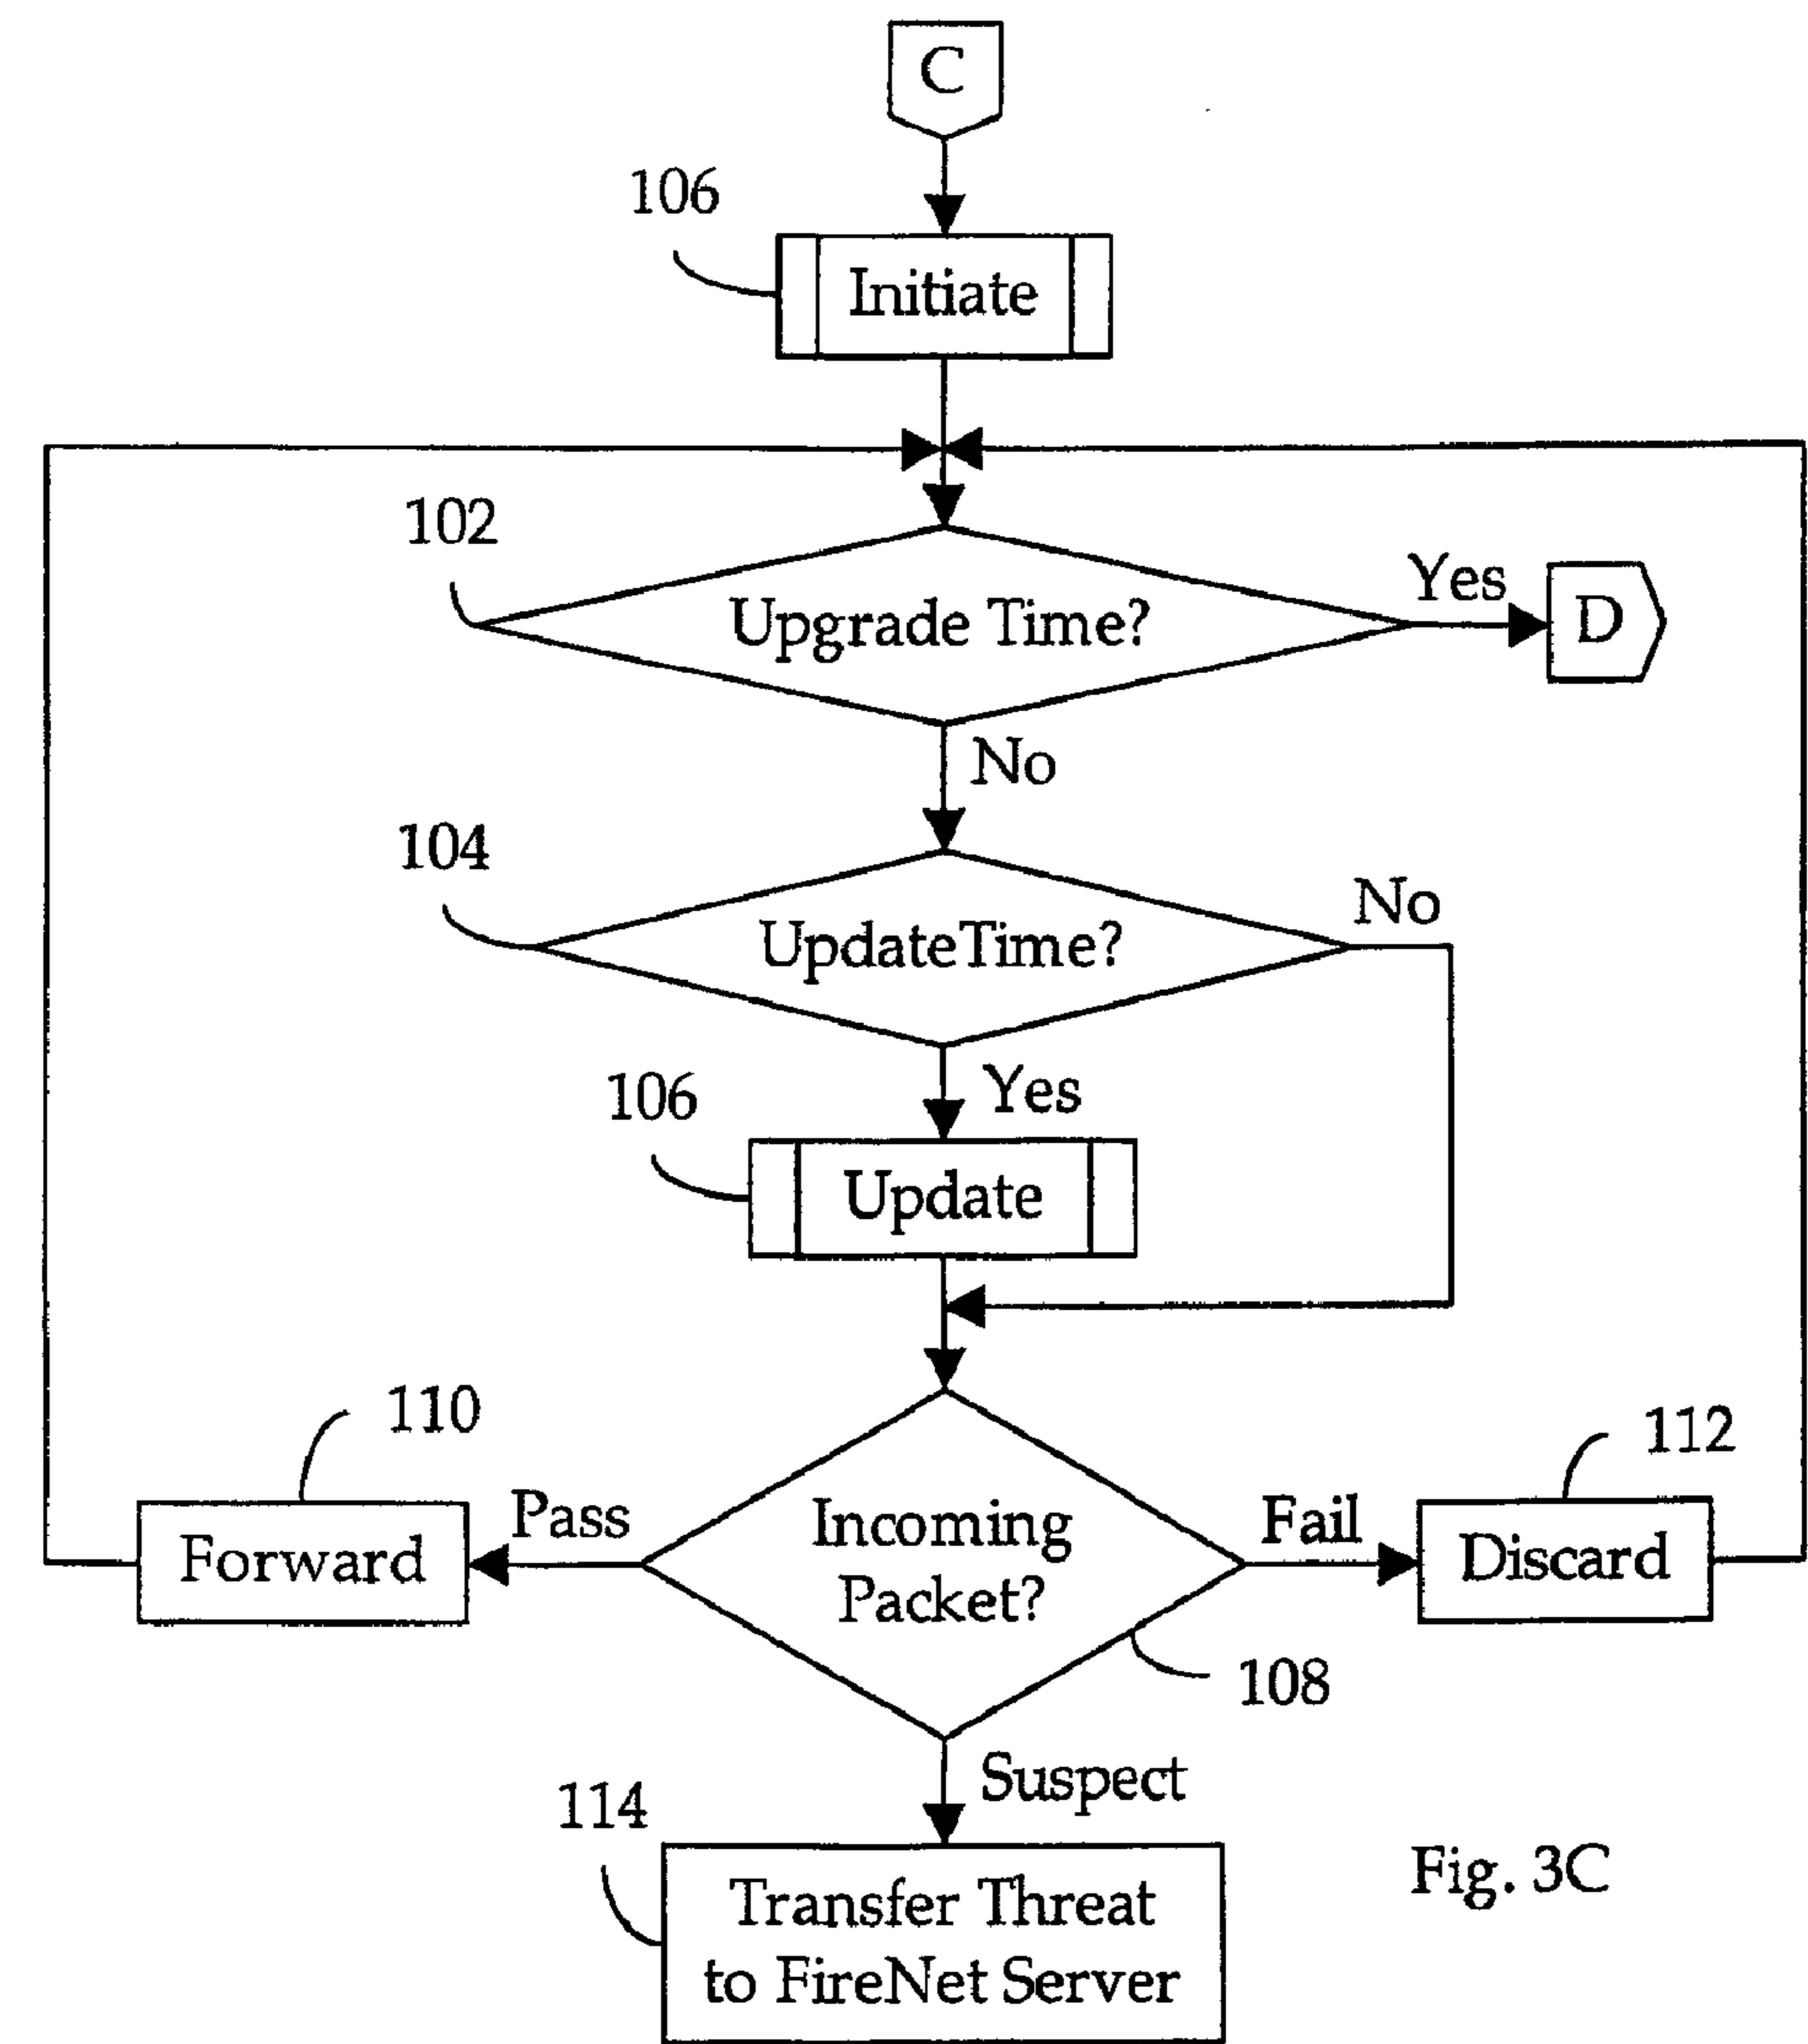 C
106
Initiate
102
Upgrade Time?
Yes
D
No
104
UpdateTime?
No
Yes
106
Update
110
112
Forward
Pass
Incoming
Packet?
Fail
Discard
108
Suspect
114
Transfer Threat
to FireNet Server
Fig. 3C